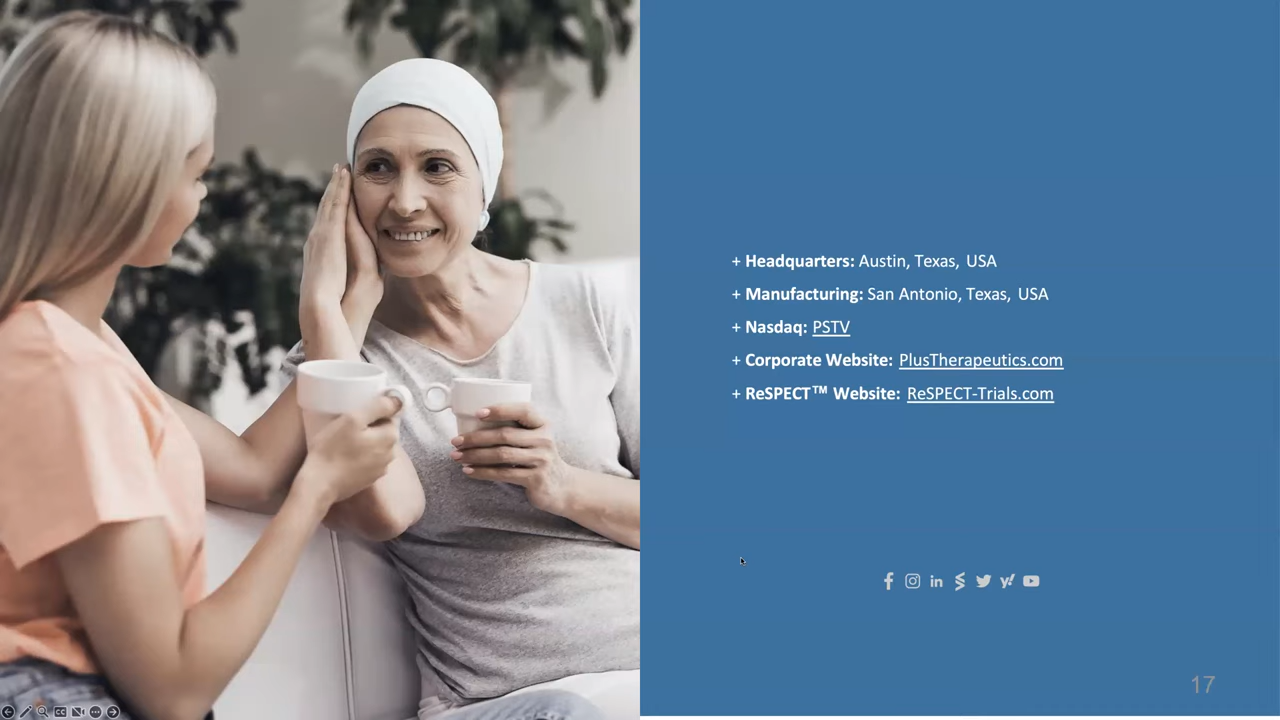 + Headquarters: Austin, Texas, USA
+ Manufacturing: San Antonio, Texas, USA
+ Nasdaq: PSTV
+ Corporate Website: PlusTherapeutics.com
+ ReSPECT™ Website: ReSPECT-Trials.com
17